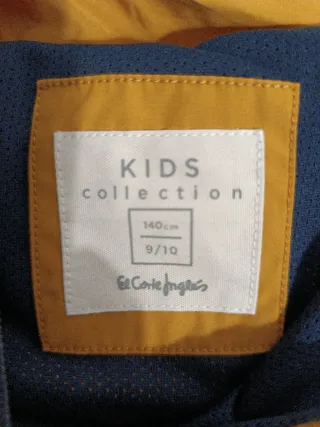 KIDS
collection
140cm
9/10
El Corte Inglés